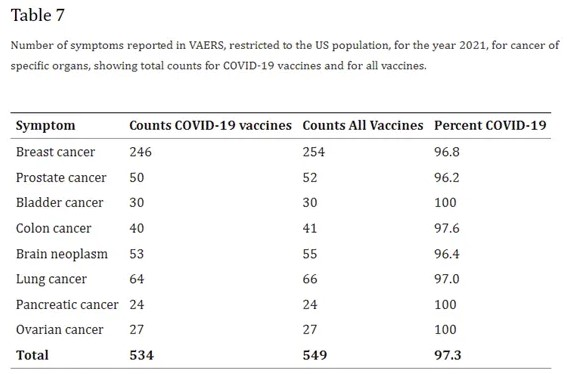 Table 7
Number of symptoms reported in VAERS, restricted to the US population, for the year 2021, for cancer of
specific organs, showing total counts for COVID-19 vaccines and for all vaccines.
Symptom Counts COVID-19 vaccines Counts All Vaccines Percent COVID-19
Breast cancer 246 254 96.8
Prostate cancer 50 52 96.2
Bladder cancer 30 30 100
Colon cancer 40 41 97.6
Brain neoplasm 53 55 96.4
Lung cancer 64 66 97.0
Pancreatic cancer 24 24 100
Ovarian cancer 27 27 100
Total 534 549 97.3